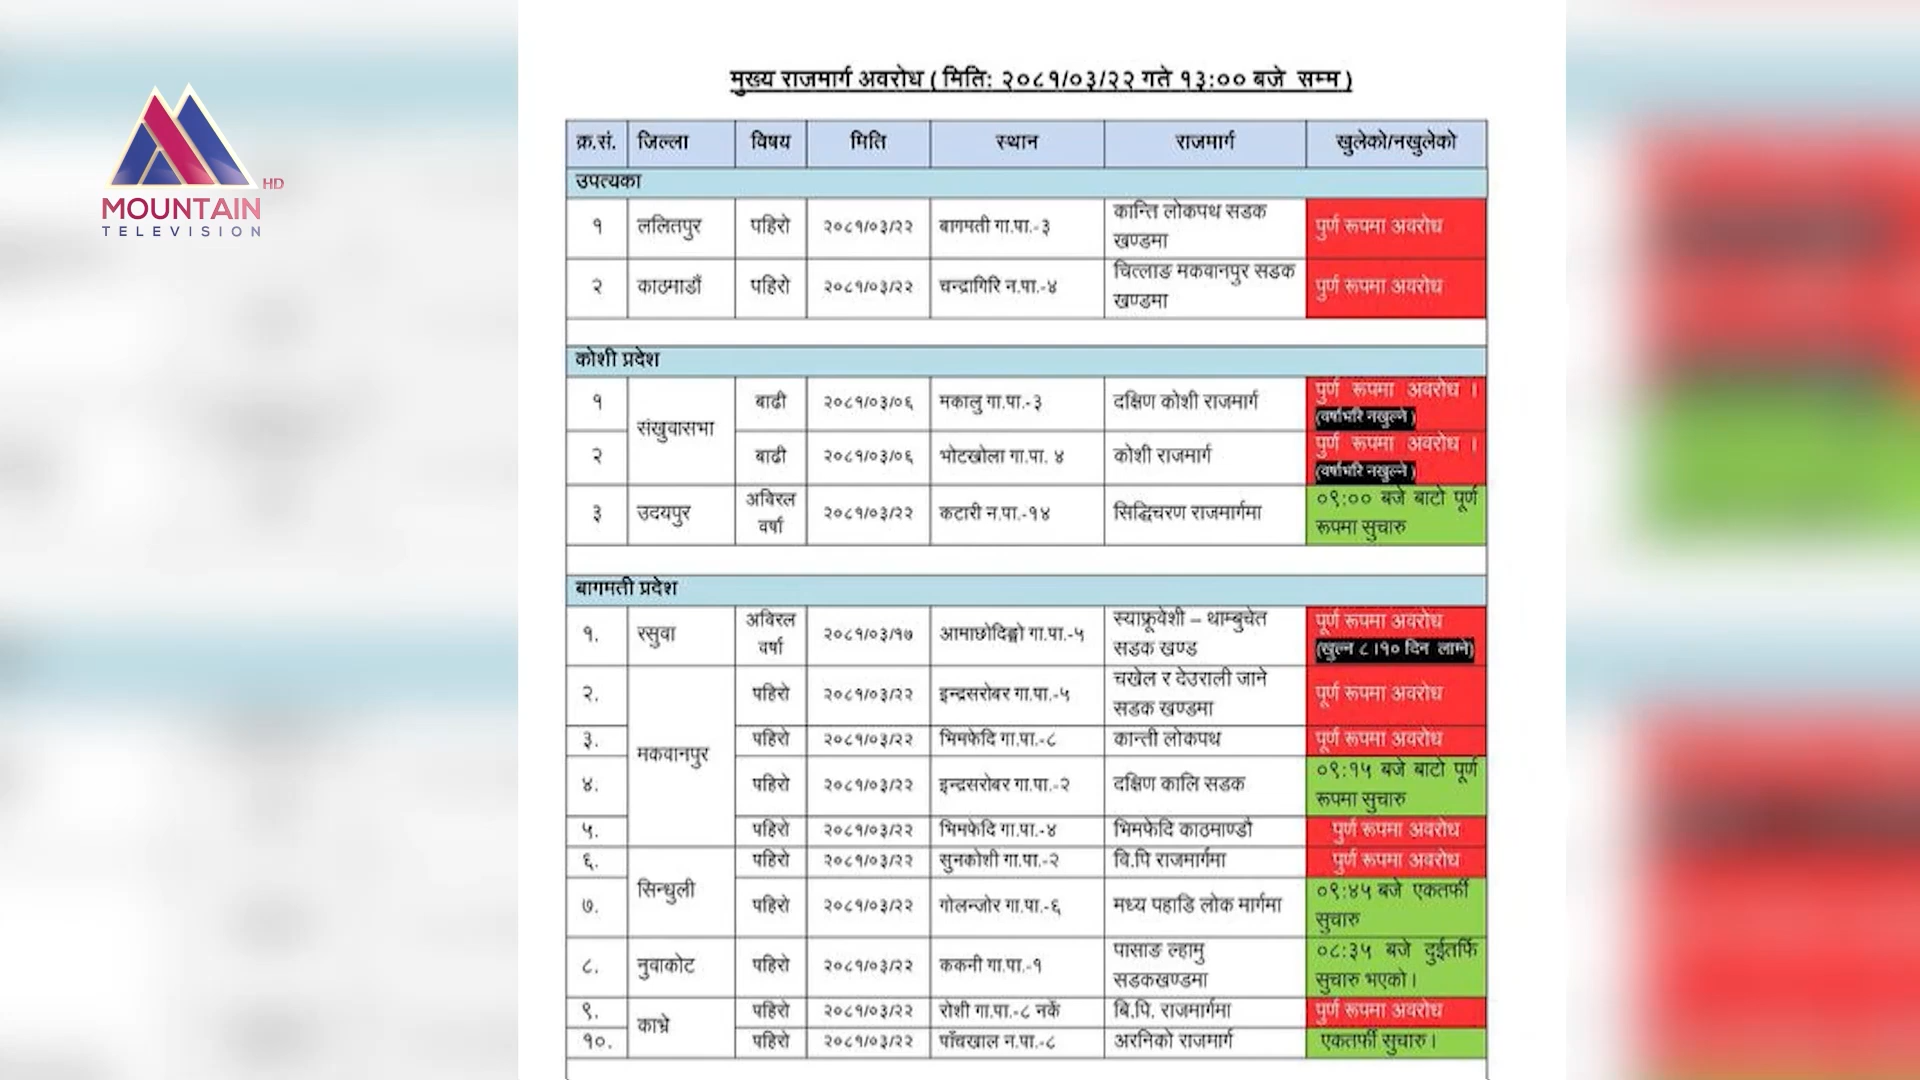 MOUNTAIN HD
TELEVISION
मुख्य राजमार्ग अवरोध ( मिति: २०८१/०३/२२ गते १३:०० बजे सम्म )
क्र.सं. जिल्ला विषय मिति स्थान राजमार्ग खुलेको/नखुलेको
उपत्यका
१ ललितपुर पहिरो २०८१/०३/२२ बागमती गा.पा.-३ कान्ति लोकपथ सडक खण्डमा पुर्ण रूपमा अवरोध
२ काठमाडौं पहिरो २०८१/०३/२२ चन्द्रागिरि न.पा.-४ चित्लाङ मकवानपुर सडक खण्डमा पुर्ण रूपमा अवरोध
कोशी प्रदेश
१ संखुवासभा बाढी २०८१/०३/०६ मकालु गा.पा.-३ दक्षिण कोशी राजमार्ग पुर्ण रूपमा अवरोध । (वर्षाभरि नखुल्ने )
२ बाढी २०८१/०३/०६ भोटखोला गा.पा. ४ कोशी राजमार्ग पुर्ण रूपमा अवरोध । (वर्षाभरि नखुल्ने )
३ उदयपुर अविरल वर्षा २०८१/०३/२२ कटारी न.पा.-१४ सिद्धिचरण राजमार्गमा ०९:०० बजे बाटो पूर्ण रूपमा सुचारु
बागमती प्रदेश
१. रसुवा अविरल वर्षा २०८१/०३/१७ आमाछोदिङ्मो गा.पा.-५ स्याफ्रूवेशी – थाम्बुचेत सडक खण्ड पूर्ण रूपमा अवरोध (खुल्न ८ ।१० दिन लाग्ने)
२. मकवानपुर पहिरो २०८१/०३/२२ इन्द्रसरोबर गा.पा.-५ चखेल र देउराली जाने सडक खण्डमा पूर्ण रूपमा अवरोध
३. पहिरो २०८१/०३/२२ भिमफेदि गा.पा.-८ कान्ती लोकपथ पूर्ण रूपमा अवरोध
४. पहिरो २०८१/०३/२२ इन्द्रसरोबर गा.पा.-२ दक्षिण कालि सडक ०९:१५ बजे बाटो पूर्ण रूपमा सुचारु
५. पहिरो २०८१/०३/२२ भिमफेदि गा.पा.-४ भिमफेदि काठमाण्डौ पुर्ण रूपमा अवरोध
६. सिन्धुली पहिरो २०८१/०३/२२ सुनकोशी गा.पा.-२ वि.पि राजमार्गमा पुर्ण रूपमा अवरोध
७. पहिरो २०८१/०३/२२ गोलन्जोर गा.पा.-६ मध्य पहाडि लोक मार्गमा ०९:४५ बजे एकतर्फी सुचारु
८. नुवाकोट पहिरो २०८१/०३/२२ ककनी गा.पा.-१ पासाङ ल्हामु सडकखण्डमा ०८:३५ बजे दुईतर्फि सुचारु भएको ।
९. काभ्रे पहिरो २०८१/०३/२२ रोशी गा.पा.-८ नर्के बि.पि. राजमार्गमा पुर्ण रूपमा अवरोध
१०. पहिरो २०८१/०३/२२ पाँचखाल न.पा.-८ अरनिको राजमार्ग एकतर्फी सुचारु ।